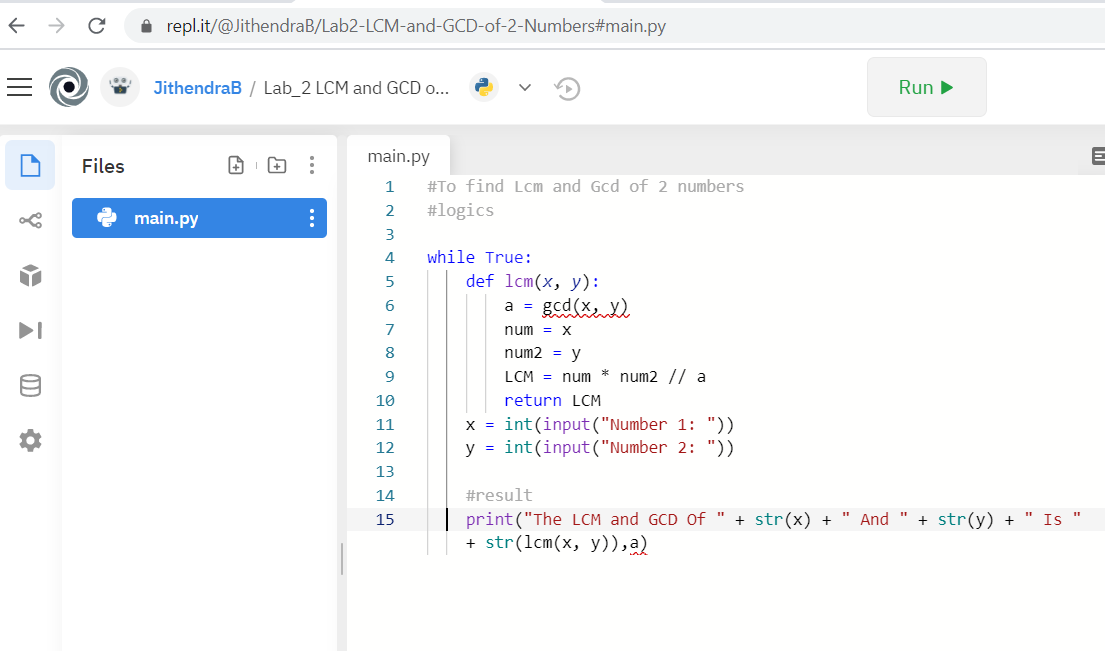 repl.it/@JithendraB/Lab2-LCM-and-GCD-of-2-Numbers#main.py
JithendraB / Lab_2 LCM and GCD o...
Run
Files
main.py
main.py
1 #To find Lcm and Gcd of 2 numbers
2 #logics
3
4 while True:
5 def lcm(x, y):
6 a = gcd(x, y)
7 num = x
8 num2 = y
9 LCM = num * num2 // a
10 return LCM
11 x = int(input("Number 1: "))
12 y = int(input("Number 2: "))
13
14 #result
15 print("The LCM and GCD Of " + str(x) + " And " + str(y) + " Is "
+ str(lcm(x, y)),a)